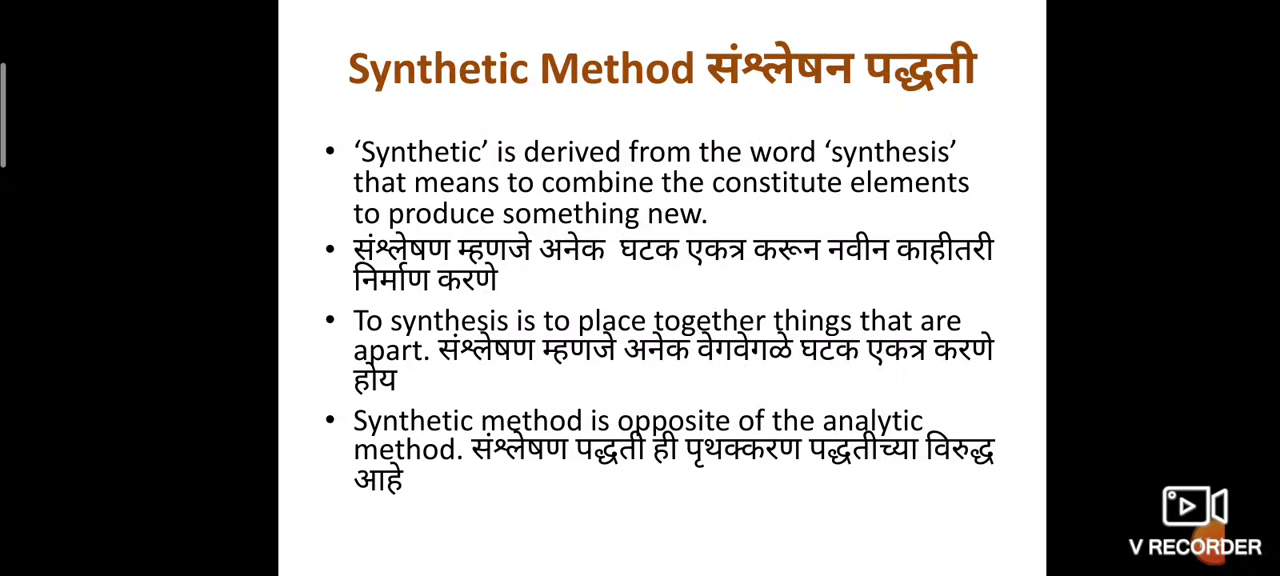 Synthetic Method संश्लेषन पद्धती
• ‘Synthetic’ is derived from the word ‘synthesis’
that means to combine the constitute elements
to produce something new.
• संश्लेषण म्हणजे अनेक घटक एकत्र करून नवीन काहीतरी
निर्माण करणे
• To synthesis is to place together things that are
apart. संश्लेषण म्हणजे अनेक वेगवेगळे घटक एकत्र करणे
होय
• Synthetic method is opposite of the analytic
method. संश्लेषण पद्धती ही पृथक्करण पद्धतीच्या विरुद्ध
आहे
V RECORDER